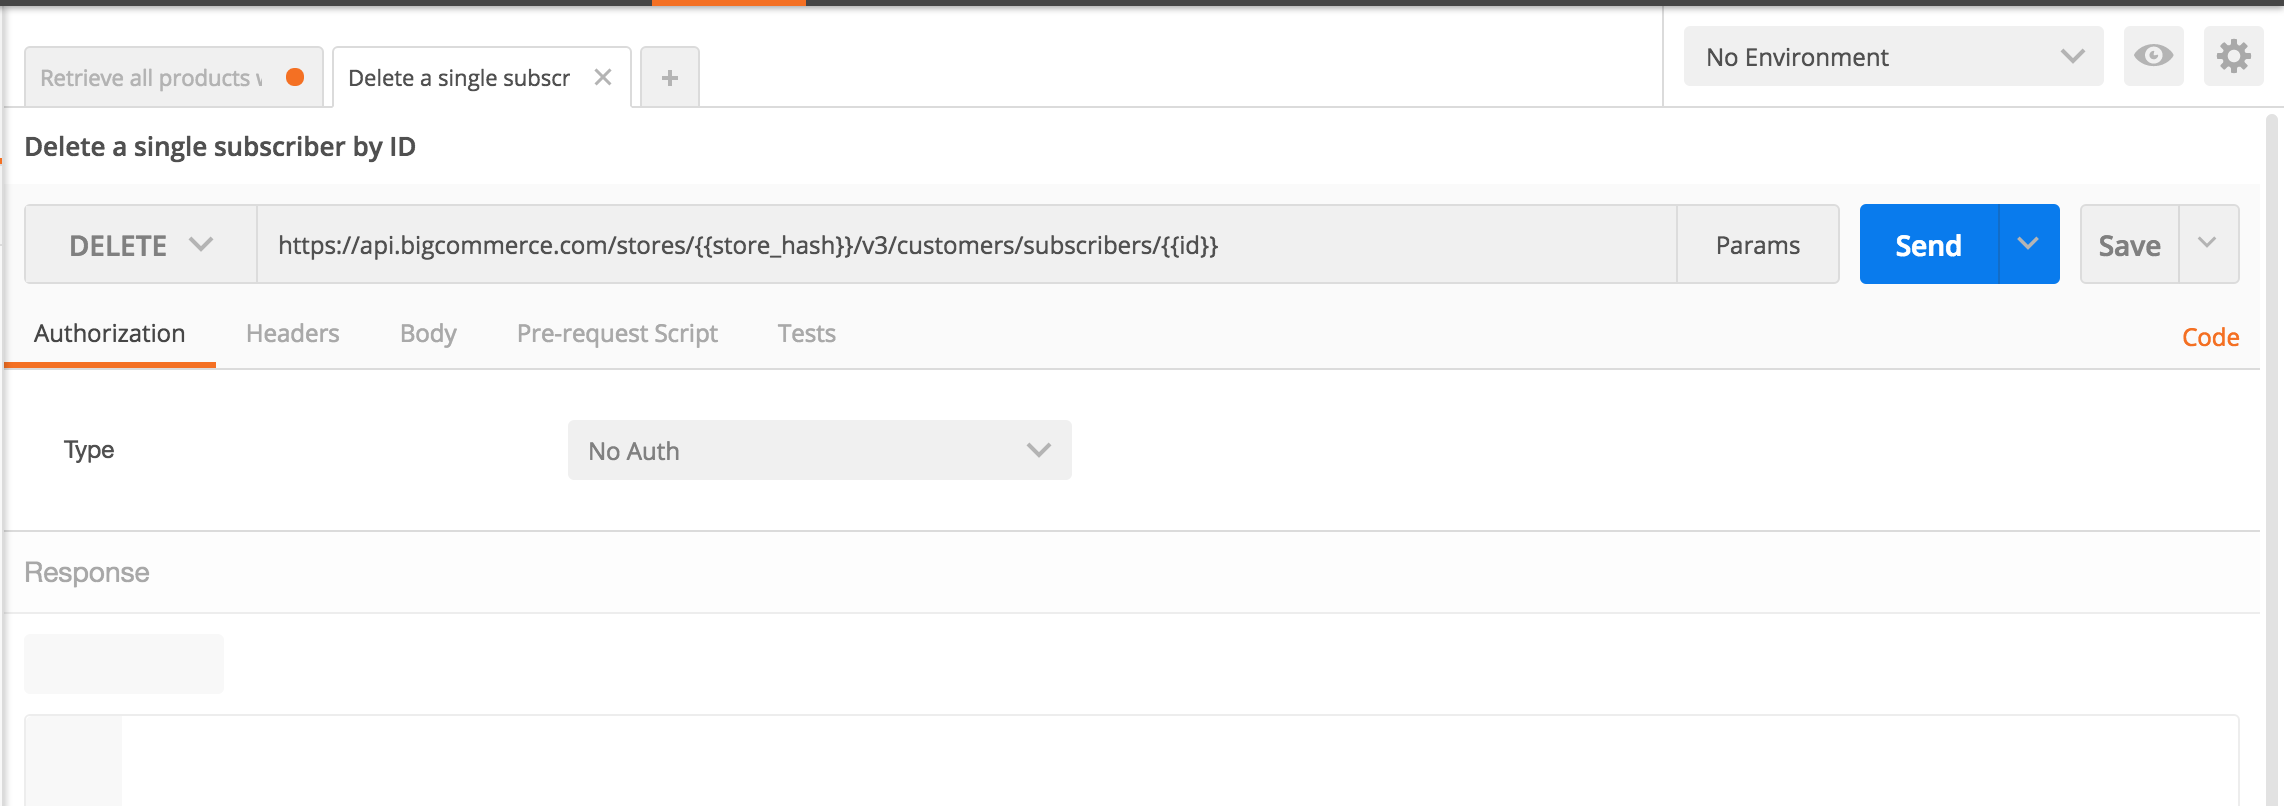 Retrieve all products
Delete a single subscr
No Environment
Delete a single subscriber by ID
DELETE
https://api.bigcommerce.com/stores/{{store_hash}}/v3/customers/subscribers/{{id}}
Params
Send
Save
Authorization
Headers
Body
Pre-request Script
Tests
Code
Type
No Auth
Response